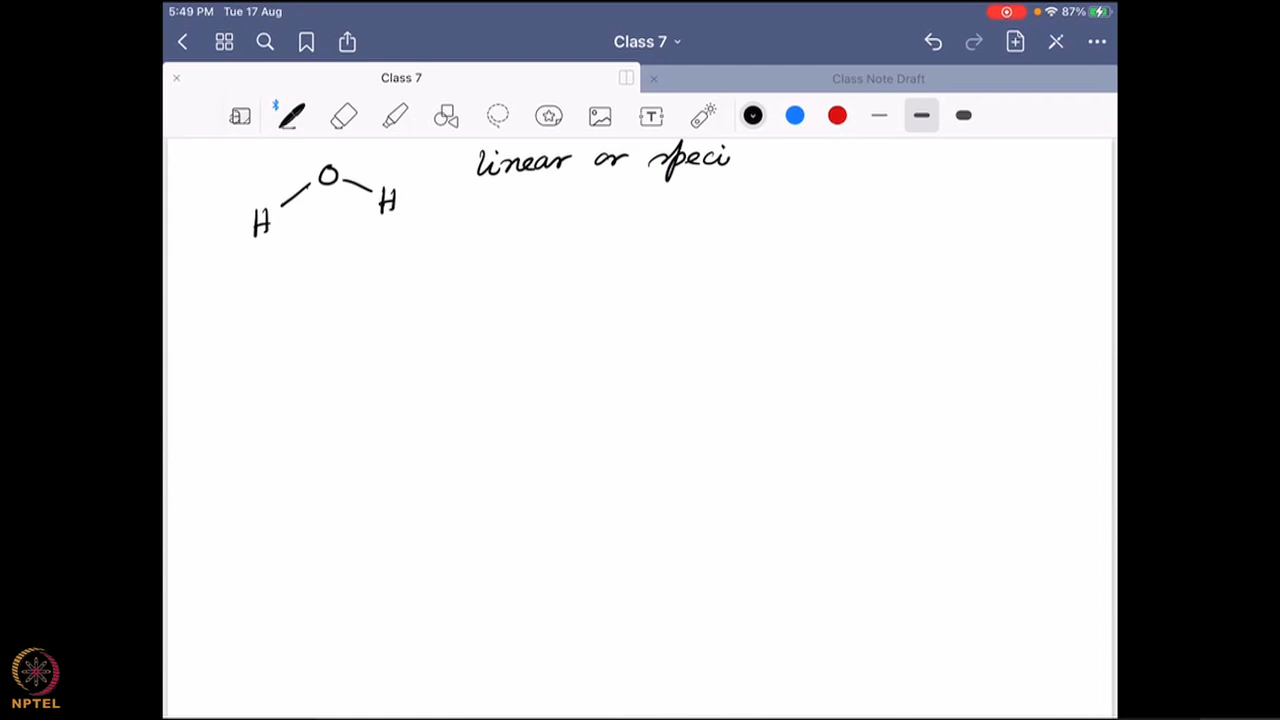 5:49 PM Tue 17 Aug
87%
Class 7
Class 7
Class Note Draft
T
linear or speci
O
H
H
NPTEL